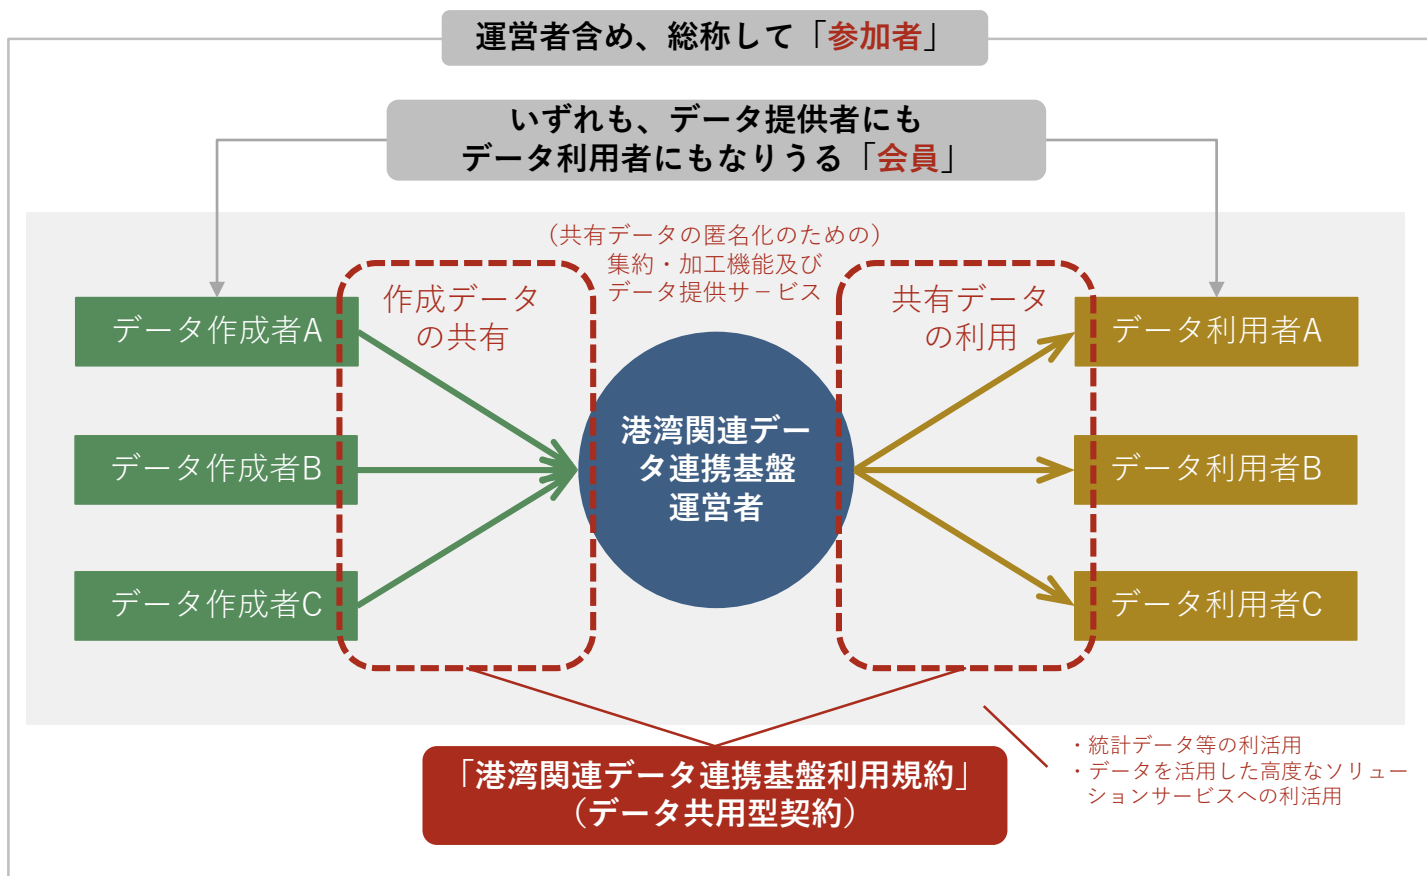 運営者含め、総称して「参加者」
いずれも、データ提供者にも
データ利用者にもなりうる「会員」
（共有データの匿名化のための）
集約・加工機能及び
データ提供サービス
作成データ
の共有
共有データ
の利用
データ作成者A
データ作成者B
データ作成者C
港湾関連デー
タ連携基盤
運営者
データ利用者A
データ利用者B
データ利用者C
「港湾関連データ連携基盤利用規約」
（データ共用型契約）
・統計データ等の利活用
・データを活用した高度なソリュー
ションサービスへの利活用